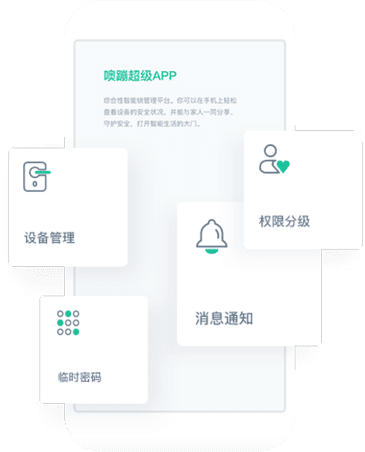 噢蹦超级APP
综合性智能锁管理平台。你可以在手机上轻松
查看设备的安全状况，并能与家人一同分享、
守护安全，打开智能生活的大门。
权限分级
设备管理
消息通知
临时密码